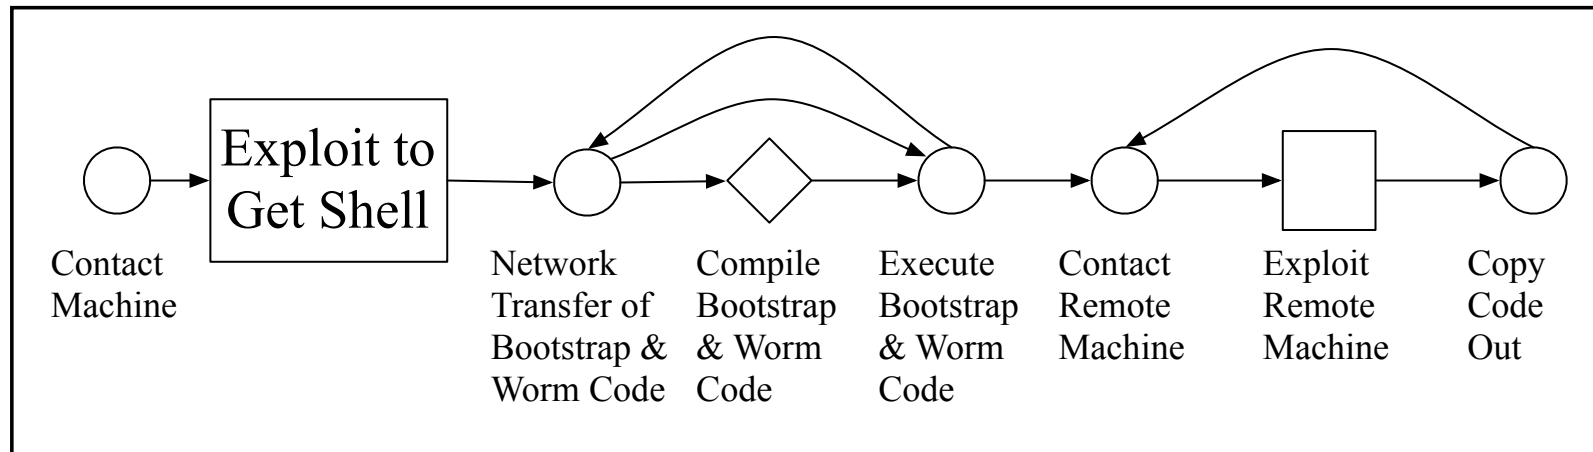 Exploit to
Get Shell
Contact
Machine
Network
Transfer of
Bootstrap &
Worm Code
Compile
Bootstrap
& Worm
Code
Execute
Bootstrap
& Worm
Code
Contact
Remote
Machine
Exploit
Remote
Machine
Copy
Code
Out